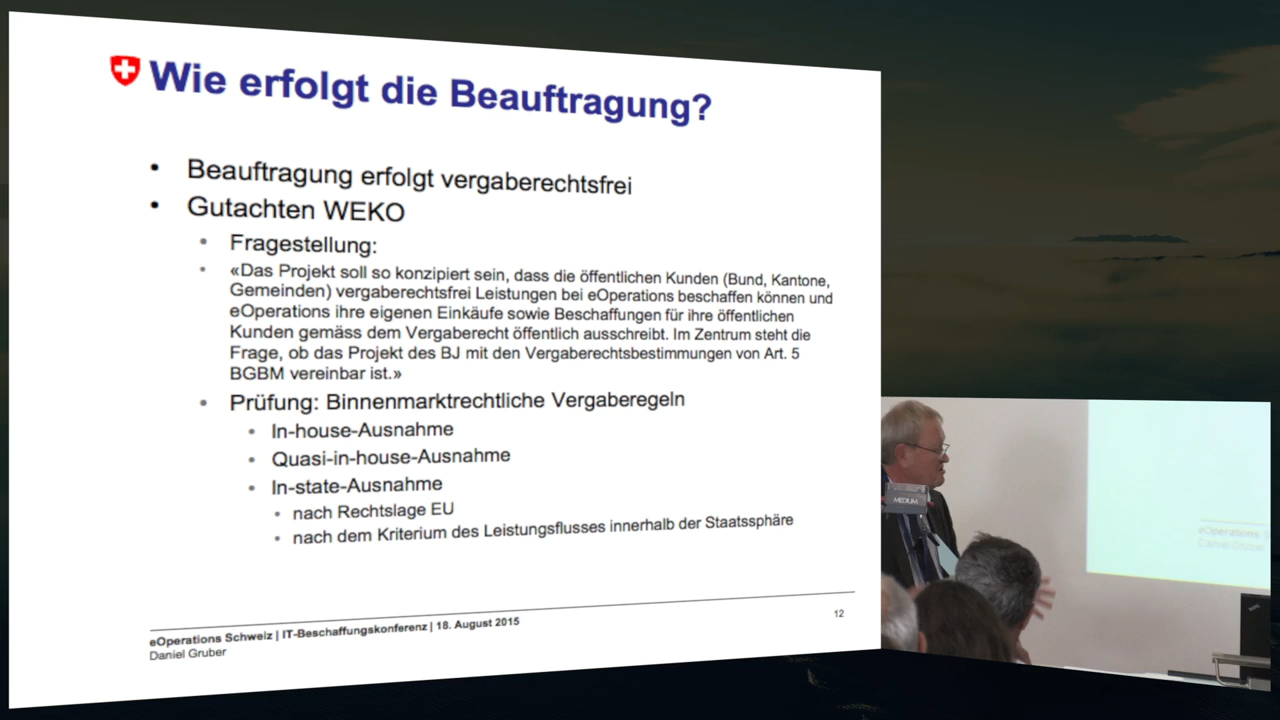 Wie erfolgt die Beauftragung?
• Beauftragung erfolgt vergaberechtsfrei
• Gutachten WEKO
• Fragestellung:
• «Das Projekt soll so konzipiert sein, dass die öffentlichen Kunden (Bund, Kantone,
Gemeinden) vergaberechtsfrei Leistungen bei eOperations beschaffen können und
eOperations ihre eigenen Einkäufe sowie Beschaffungen für ihre öffentlichen
Kunden gemäss dem Vergaberecht öffentlich ausschreibt. Im Zentrum steht die
Frage, ob das Projekt des BJ mit den Vergaberechtsbestimmungen von Art. 5
BGBM vereinbar ist.»
• Prüfung: Binnenmarktrechtliche Vergaberegeln
• In-house-Ausnahme
• Quasi-in-house-Ausnahme
• In-state-Ausnahme
• nach Rechtslage EU
• nach dem Kriterium des Leistungsflusses innerhalb der Staatssphäre
eOperations Schweiz | IT-Beschaffungskonferenz | 18. August 2015
Daniel Gruber
12
MEDIUM
eOperations
Daniel Gruber